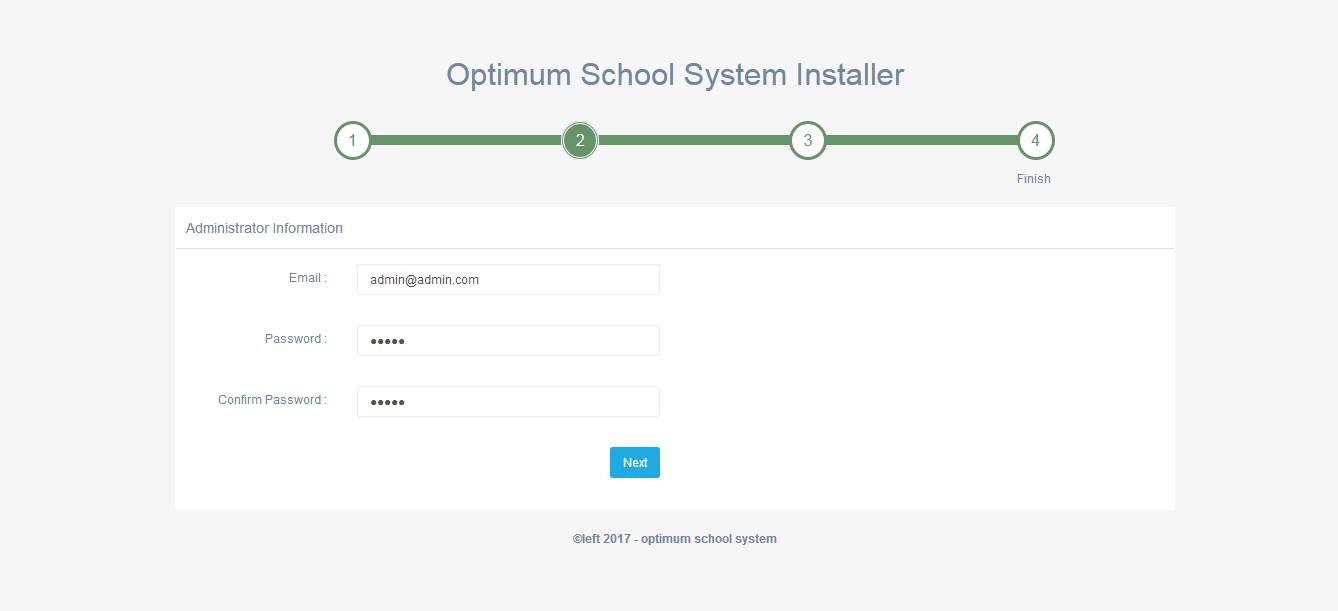 Optimum School System Installer
1 2 3 4
Finish
Administrator Information
Email : admin@admin.com
Password : •••••
Confirm Password : •••••
Next
©left 2017 - optimum school system